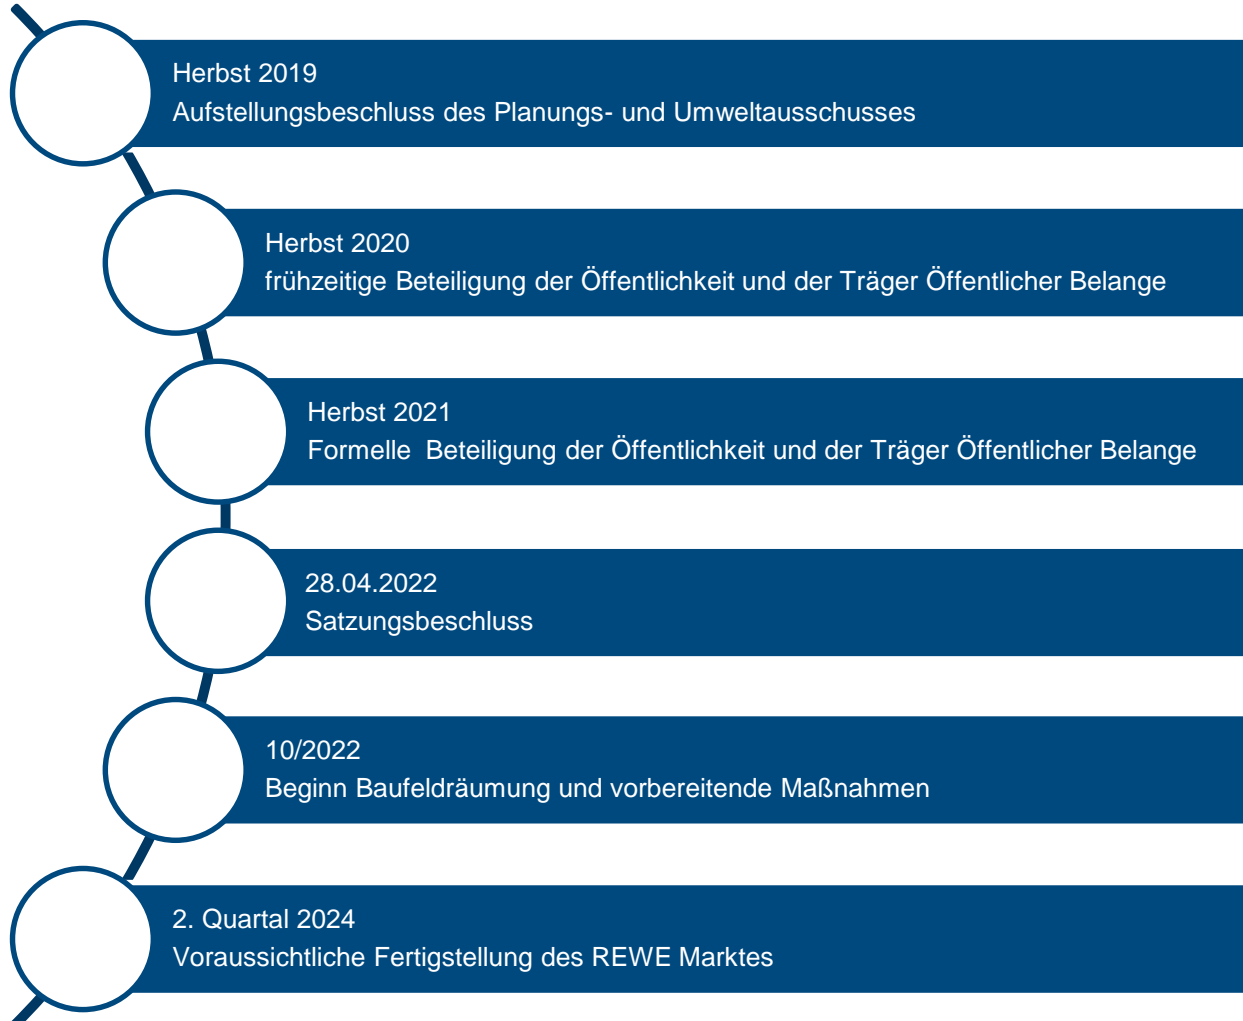 Herbst 2019
Aufstellungsbeschluss des Planungs- und Umweltausschusses
Herbst 2020
frühzeitige Beteiligung der Öffentlichkeit und der Träger Öffentlicher Belange
Herbst 2021
Formelle  Beteiligung der Öffentlichkeit und der Träger Öffentlicher Belange
28.04.2022
Satzungsbeschluss
10/2022
Beginn Baufeldräumung und vorbereitende Maßnahmen
2. Quartal 2024
Voraussichtliche Fertigstellung des REWE Marktes